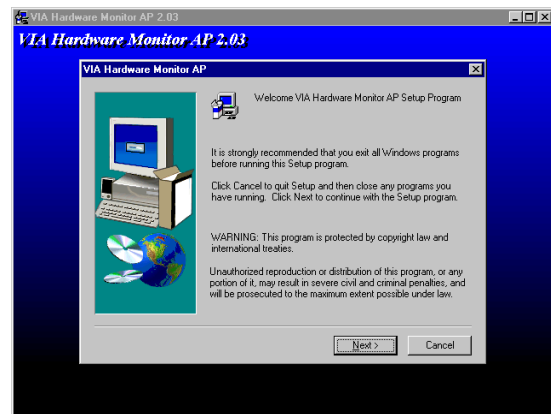 VIA Hardware Monitor AP 2.03
VIA Hardware Monitor AP 2.03
VIA Hardware Monitor AP
Welcome VIA Hardware Monitor AP Setup Program
It is strongly recommended that you exit all Windows programs
before running this Setup program.
Click Cancel to quit Setup and then close any programs you
have running. Click Next to continue with the Setup program.
WARNING: This program is protected by copyright law and
international treaties.
Unauthorized reproduction or distribution of this program, or any
portion of it, may result in severe civil and criminal penalties, and
will be prosecuted to the maximum extent possible under law.
Next >
Cancel